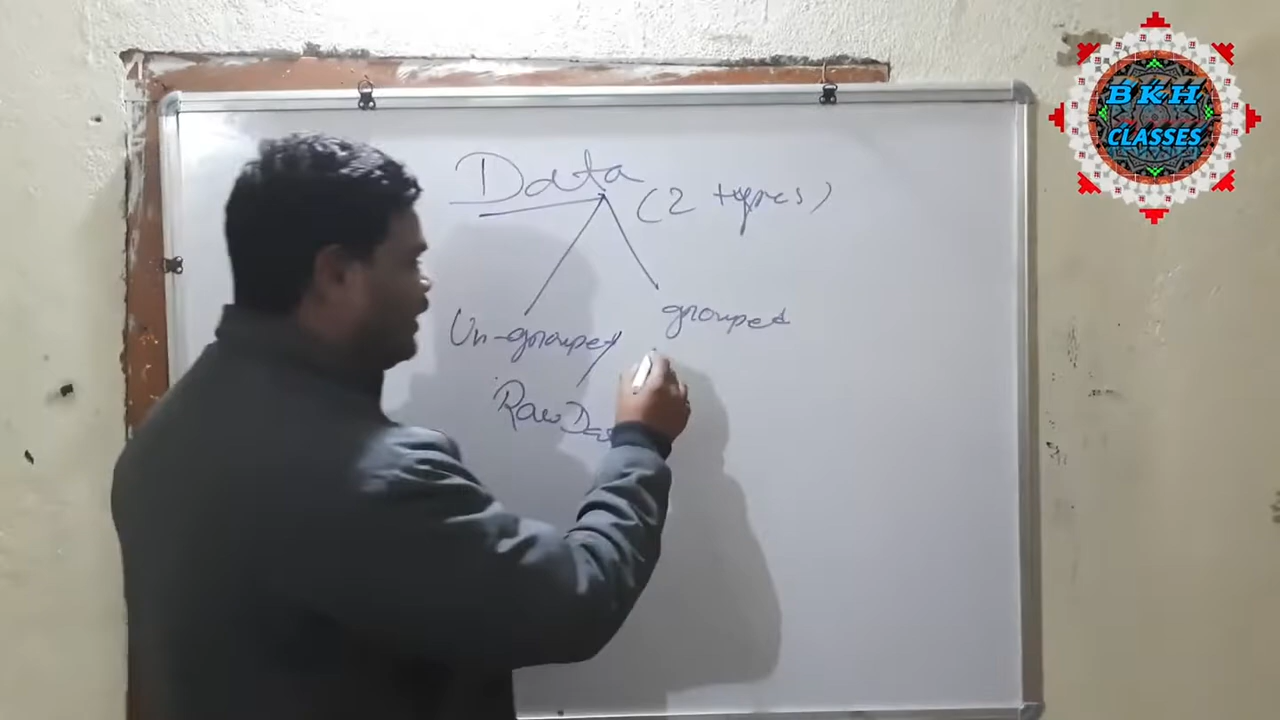 Data
(2 types)
Un-grouped
grouped
Raw
BKH
CLASSES